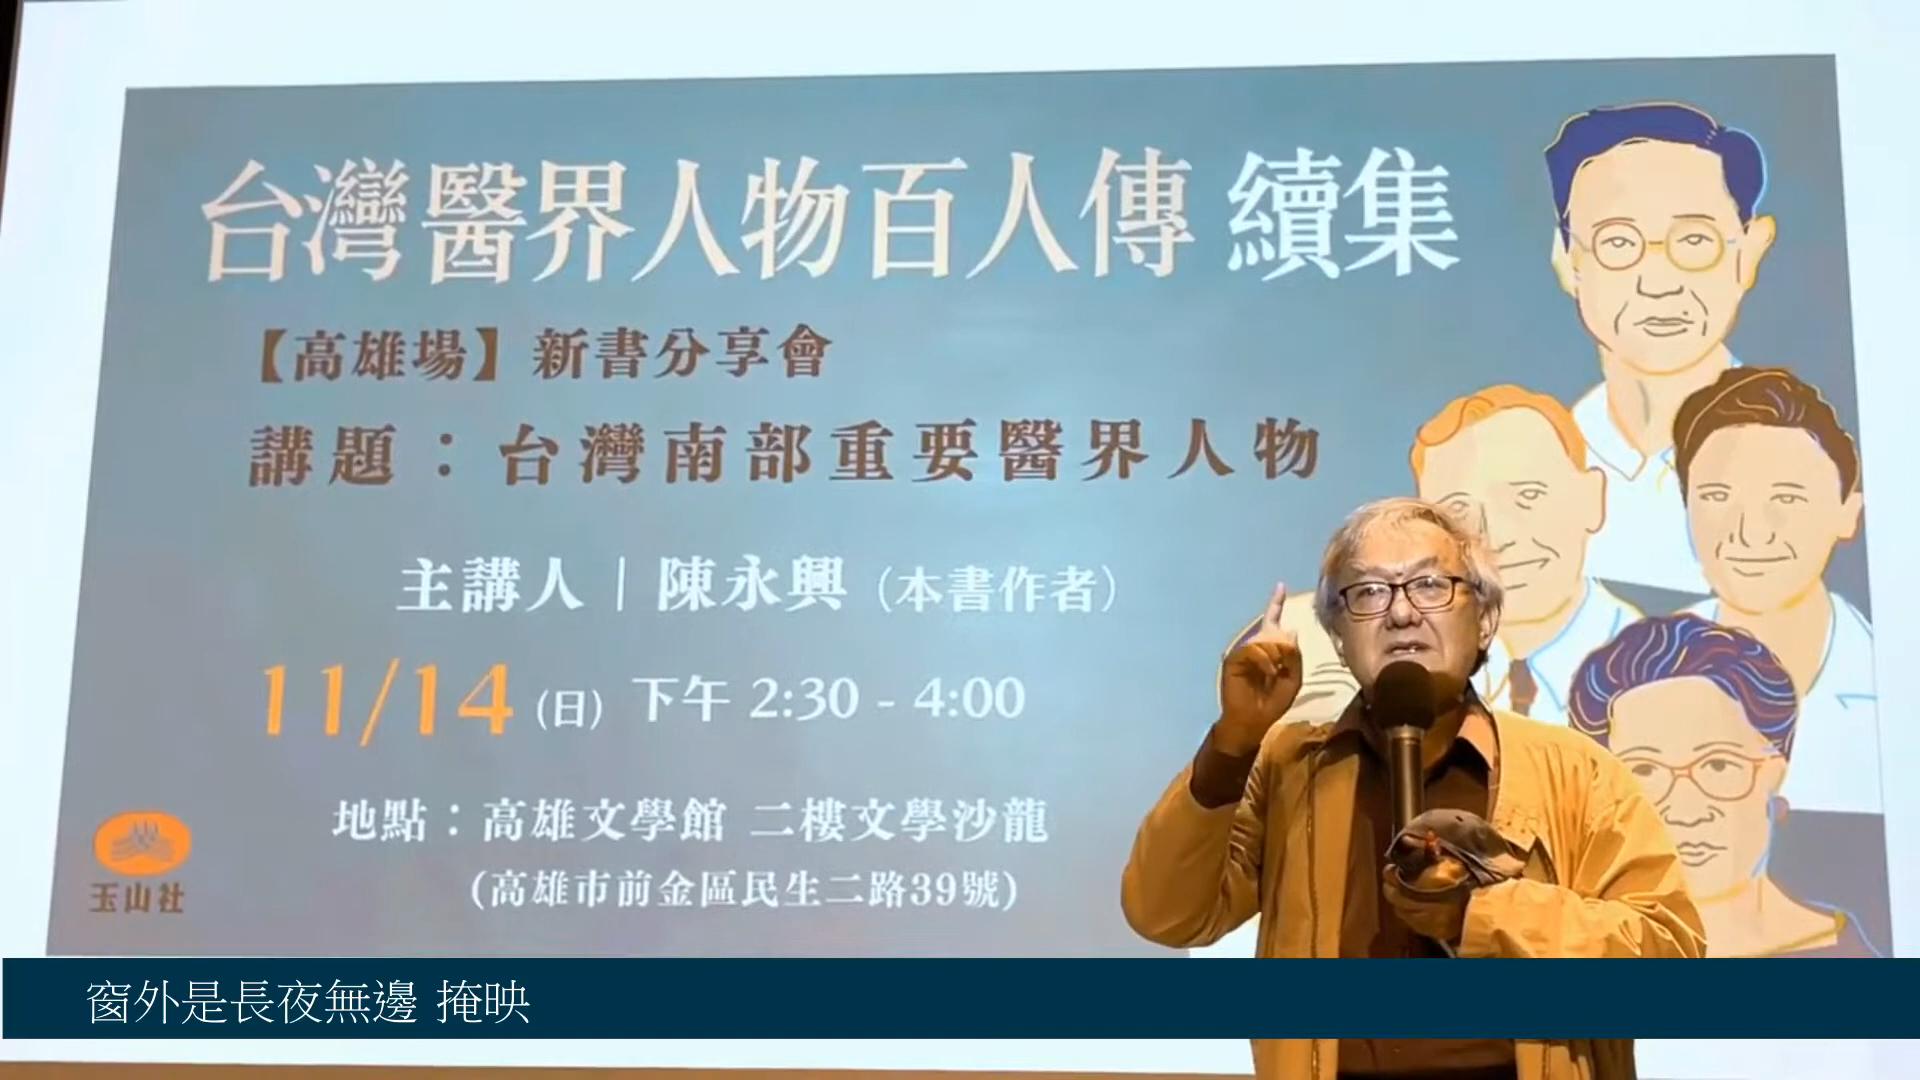 台灣醫界人物百人傳 續集
【高雄場】新書分享會
講題：台灣南部重要醫界人物
主講人｜陳永興（本書作者）
11/14 (日) 下午 2:30 - 4:00
地點：高雄文學館 二樓文學沙龍
(高雄市前金區民生二路39號)
玉山社
窗外是長夜無邊 掩映